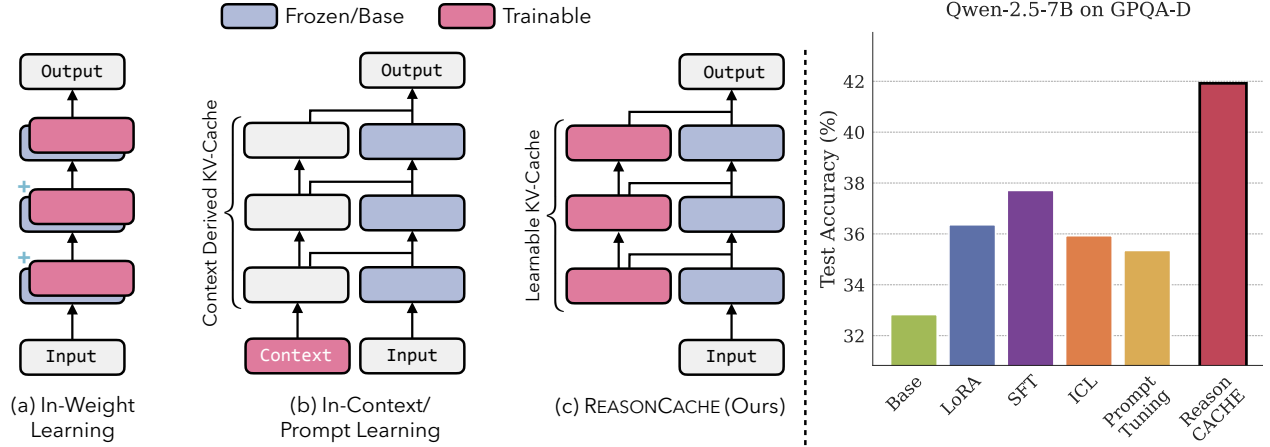 Frozen/Base
Trainable
Output
+
+
Input
(a) In-Weight
Learning
Context Derived KV-Cache
Output
Context
Input
(b) In-Context/
Prompt Learning
Learnable KV-Cache
Output
Input
(c) REASONCACHE (Ours)
Qwen-2.5-7B on GPQA-D
Test Accuracy (%)
42
40
38
36
34
32
Base
LoRA
SFT
ICL
Prompt
Tuning
Reason
CACHE